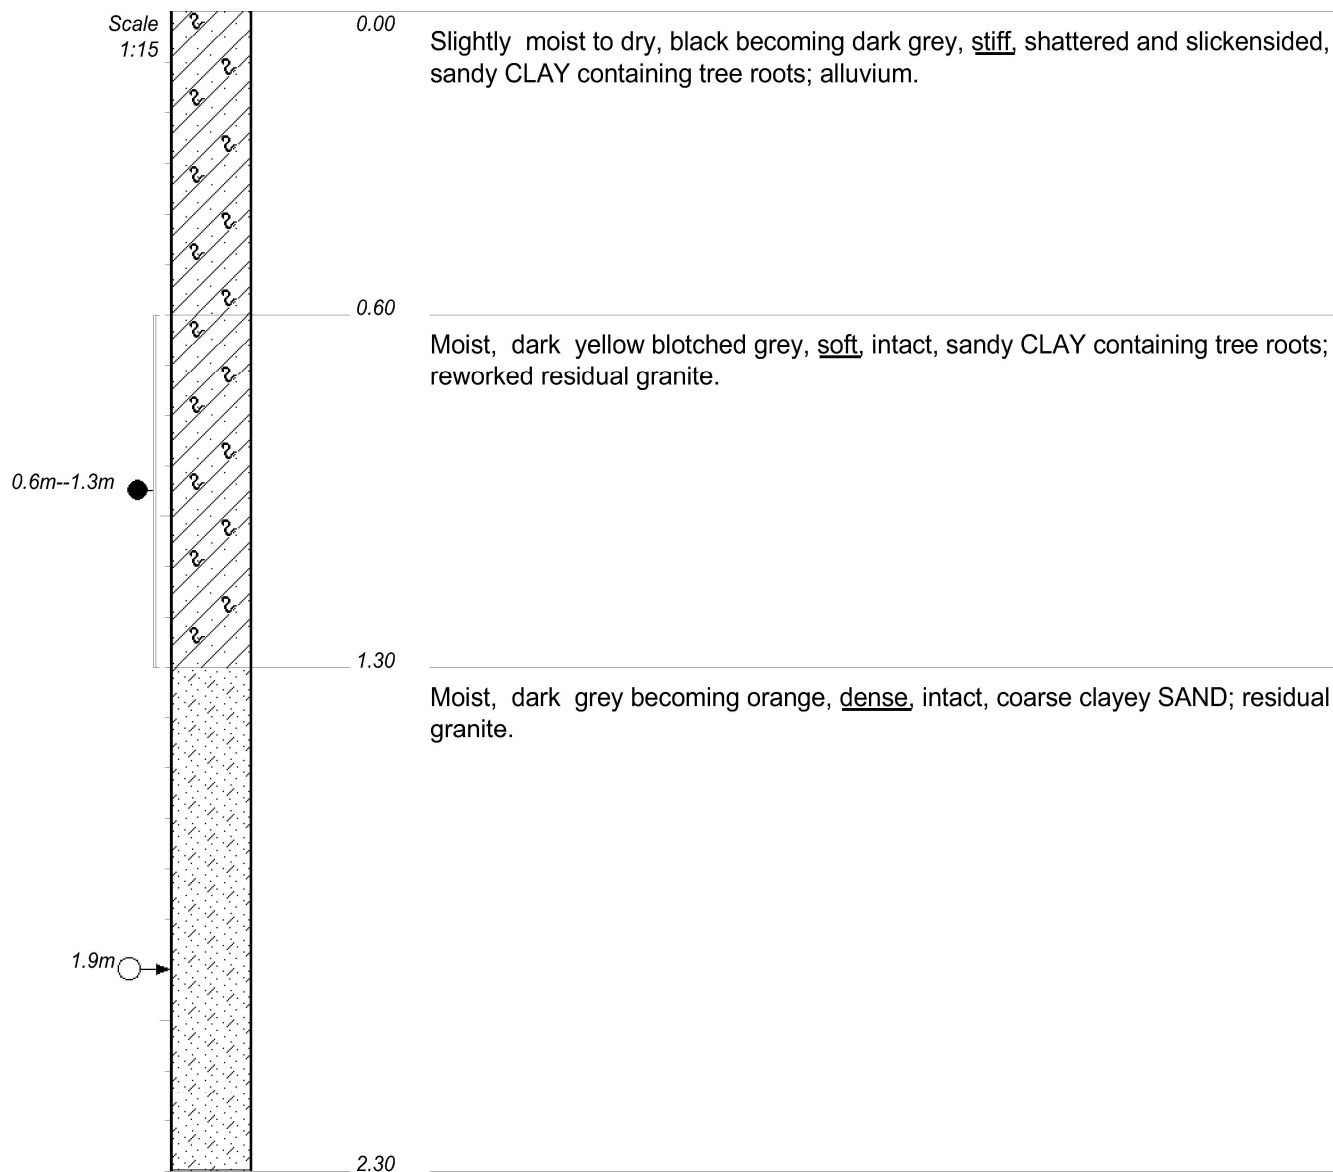 Scale
1:15
0.00
Slightly moist to dry, black becoming dark grey, stiff, shattered and slickensided,
sandy CLAY containing tree roots; alluvium.
0.60
Moist, dark yellow blotched grey, soft, intact, sandy CLAY containing tree roots;
reworked residual granite.
0.6m--1.3m
1.30
Moist, dark grey becoming orange, dense, intact, coarse clayey SAND; residual
granite.
1.9m
2.30